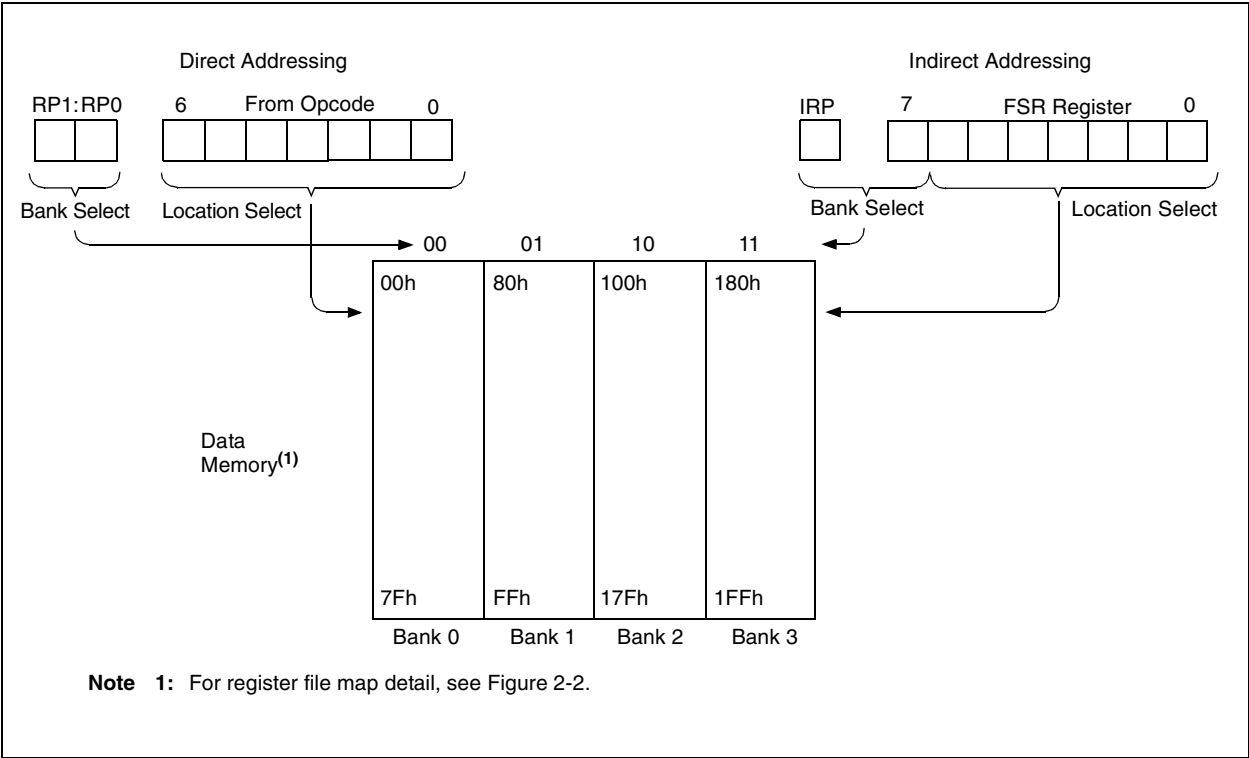 Direct Addressing
Indirect Addressing
RP1:RP0
6 From Opcode 0
IRP
7 FSR Register 0
Bank Select
Location Select
Bank Select
Location Select
00 01 10 11
00h 80h 100h 180h
Data
Memory(1)
7Fh FFh 17Fh 1FFh
Bank 0 Bank 1 Bank 2 Bank 3
Note 1: For register file map detail, see Figure 2-2.